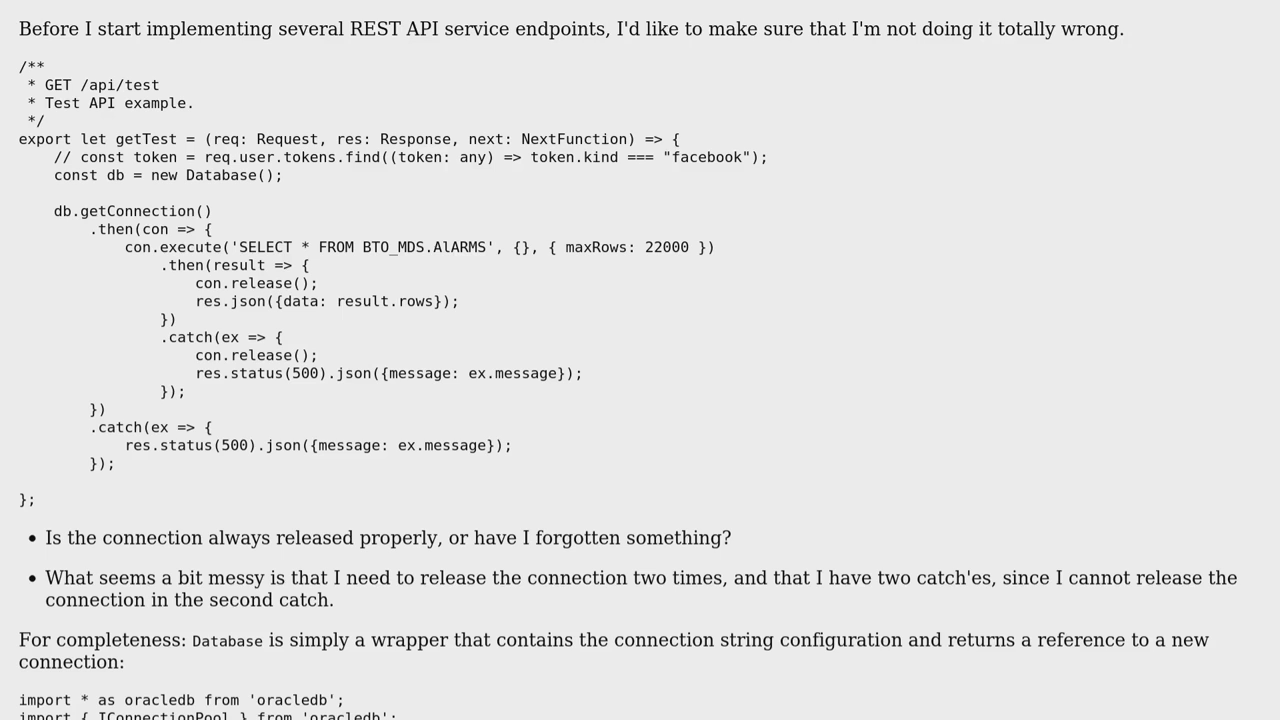 Before I start implementing several REST API service endpoints, I'd like to make sure that I'm not doing it totally wrong.
/**
 * GET /api/test
 * Test API example.
 */
export let getTest = (req: Request, res: Response, next: NextFunction) => {
    // const token = req.user.tokens.find((token: any) => token.kind === "facebook");
    const db = new Database();

    db.getConnection()
        .then(con => {
            con.execute('SELECT * FROM BTO_MDS.AlARMS', {}, { maxRows: 22000 })
                .then(result => {
                    con.release();
                    res.json({data: result.rows});
                })
                .catch(ex => {
                    con.release();
                    res.status(500).json({message: ex.message});
                });
        })
        .catch(ex => {
            res.status(500).json({message: ex.message});
        });

};
• Is the connection always released properly, or have I forgotten something?
• What seems a bit messy is that I need to release the connection two times, and that I have two catch'es, since I cannot release the
connection in the second catch.
For completeness: Database is simply a wrapper that contains the connection string configuration and returns a reference to a new
connection:
import * as oracledb from 'oracledb';
import { IConnectionPool } from 'oracledb';